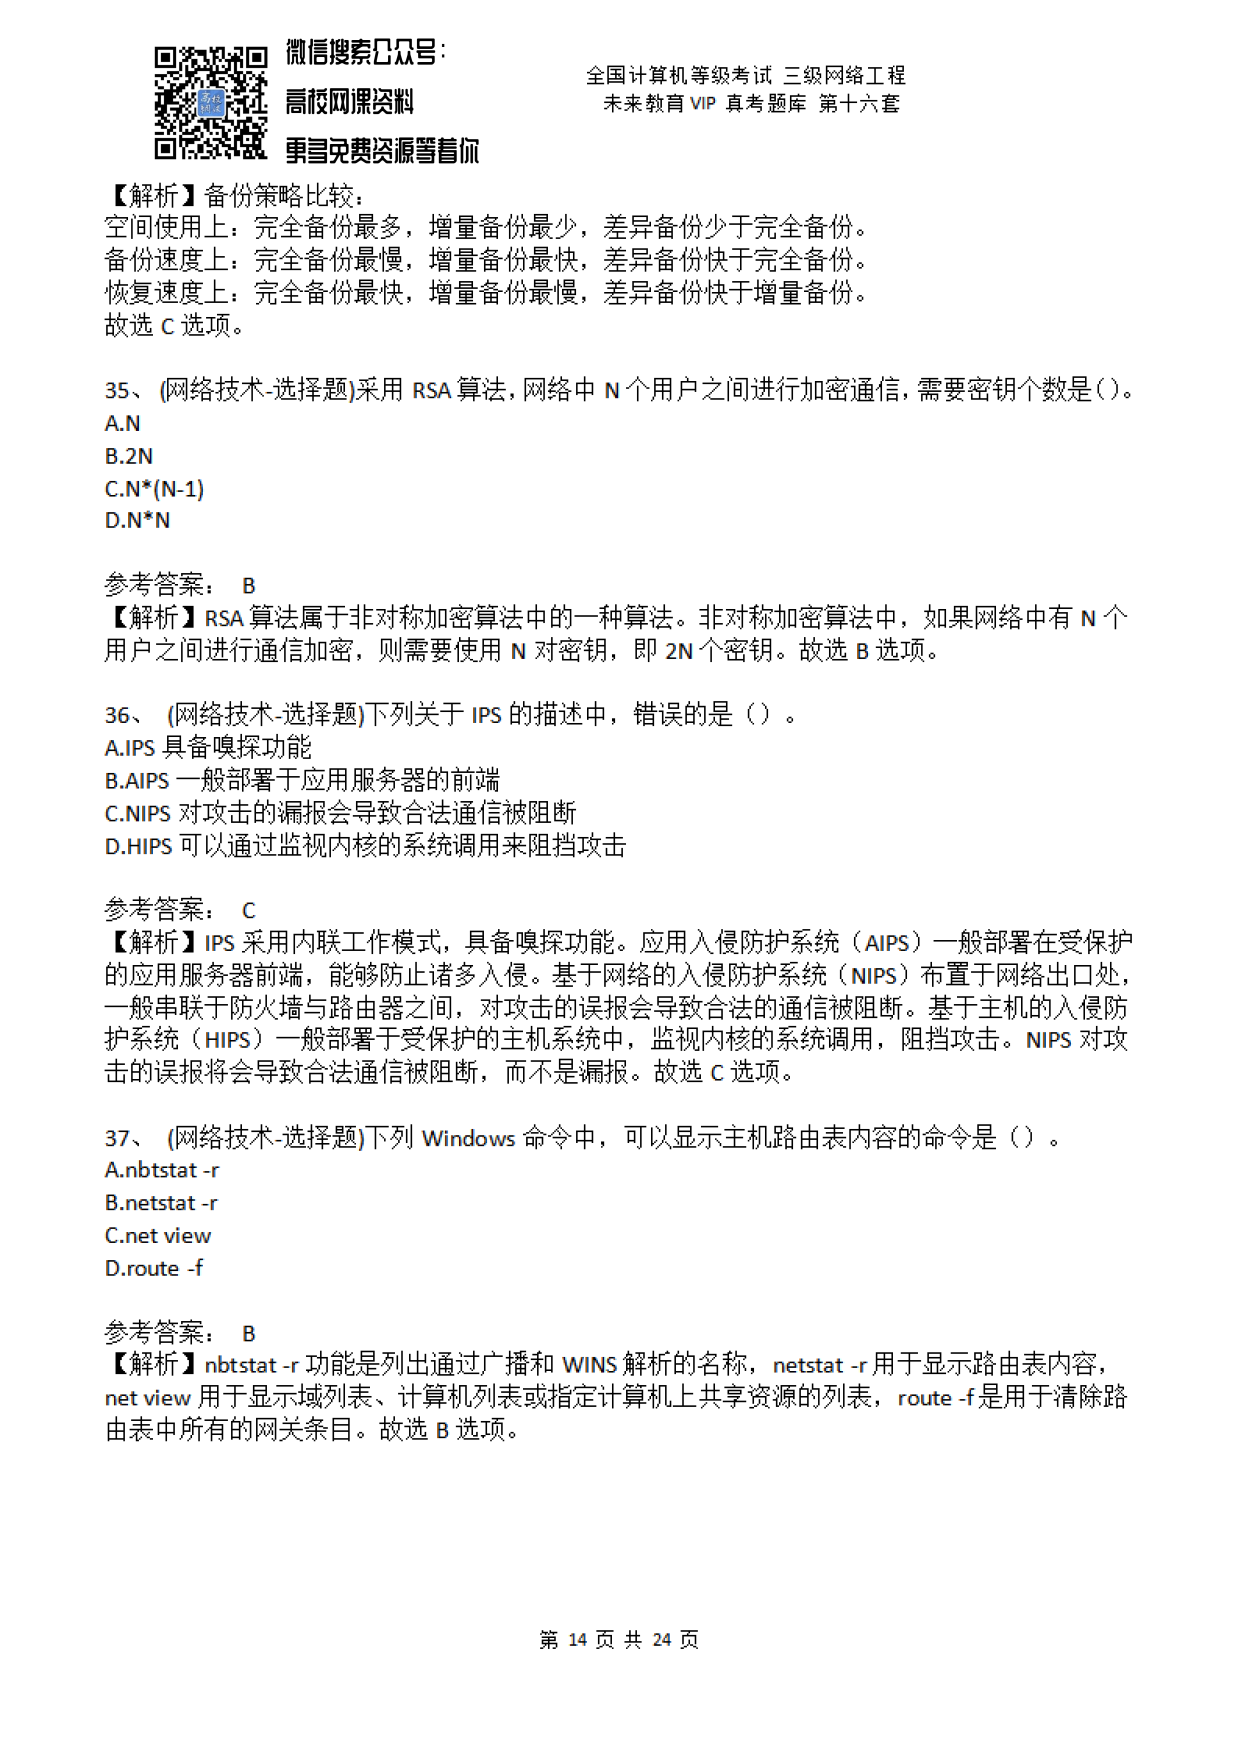 微信搜索公众号：
高校网课资料
更多免费资源等着你
全国计算机等级考试 三级网络工程
未来教育 VIP 真考题库 第十六套
高校
网课
【解析】备份策略比较：
空间使用上：完全备份最多，增量备份最少，差异备份少于完全备份。
备份速度上：完全备份最慢，增量备份最快，差异备份快于完全备份。
恢复速度上：完全备份最快，增量备份最慢，差异备份快于增量备份。
故选 C 选项。
35、 (网络技术-选择题)采用 RSA 算法，网络中 N 个用户之间进行加密通信，需要密钥个数是（）。
A.N
B.2N
C.N*(N-1)
D.N*N
参考答案： B
【解析】RSA 算法属于非对称加密算法中的一种算法。非对称加密算法中，如果网络中有 N 个
用户之间进行通信加密，则需要使用 N 对密钥，即 2N 个密钥。故选 B 选项。
36、 (网络技术-选择题)下列关于 IPS 的描述中，错误的是（）。
A.IPS 具备嗅探功能
B.AIPS 一般部署于应用服务器的前端
C.NIPS 对攻击的漏报会导致合法通信被阻断
D.HIPS 可以通过监视内核的系统调用来阻挡攻击
参考答案： C
【解析】IPS 采用内联工作模式，具备嗅探功能。应用入侵防护系统（AIPS）一般部署在受保护
的应用服务器前端，能够防止诸多入侵。基于网络的入侵防护系统（NIPS）布置于网络出口处，
一般串联于防火墙与路由器之间，对攻击的误报会导致合法的通信被阻断。基于主机的入侵防
护系统（HIPS）一般部署于受保护的主机系统中，监视内核的系统调用，阻挡攻击。NIPS 对攻
击的误报将会导致合法通信被阻断，而不是漏报。故选 C 选项。
37、 (网络技术-选择题)下列 Windows 命令中，可以显示主机路由表内容的命令是（）。
A.nbtstat -r
B.netstat -r
C.net view
D.route -f
参考答案： B
【解析】nbtstat -r 功能是列出通过广播和 WINS 解析的名称，netstat -r 用于显示路由表内容，
net view 用于显示域列表、计算机列表或指定计算机上共享资源的列表，route -f 是用于清除路
由表中所有的网关条目。故选 B 选项。
第 14 页 共 24 页